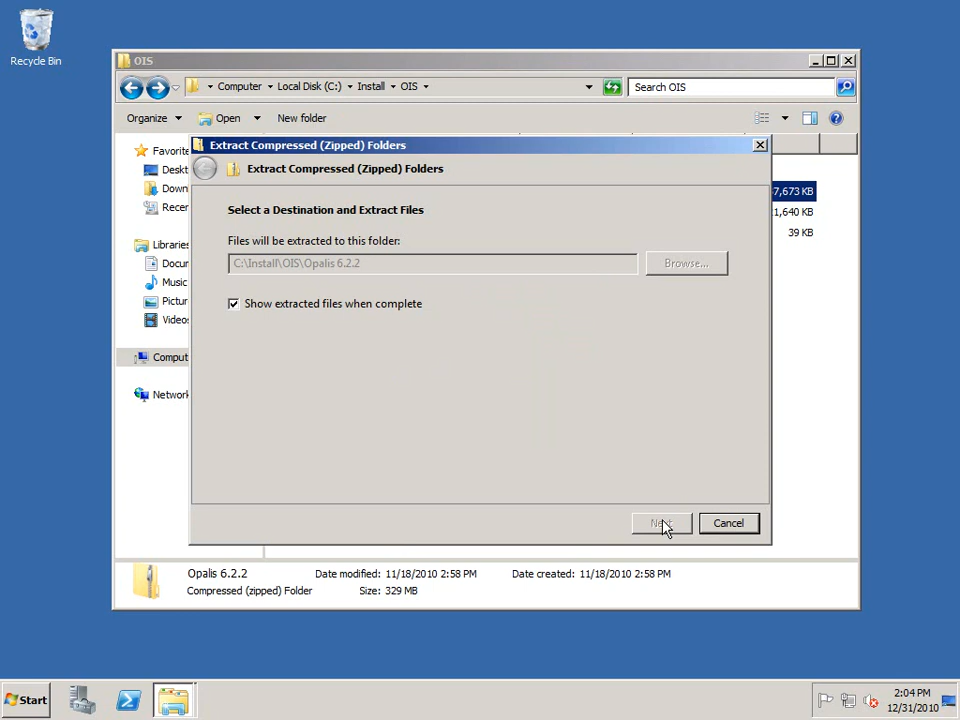 Recycle Bin
OIS
Computer Local Disk (C:) Install OIS
Search OIS
Organize Open New folder
Extract Compressed (Zipped) Folders
Extract Compressed (Zipped) Folders
Favorite
Deskt
Down
Recer
Libraries
Docum
Music
Pictur
Videos
Comput
Network
Select a Destination and Extract Files
Files will be extracted to this folder:
C:\Install\OIS\Opalis 6.2.2
Browse...
Show extracted files when complete
7,673 KB
1,640 KB
39 KB
Cancel
Opalis 6.2.2 Date modified: 11/18/2010 2:58 PM Date created: 11/18/2010 2:58 PM
Compressed (zipped) Folder Size: 329 MB
Start
2:04 PM
12/31/2010